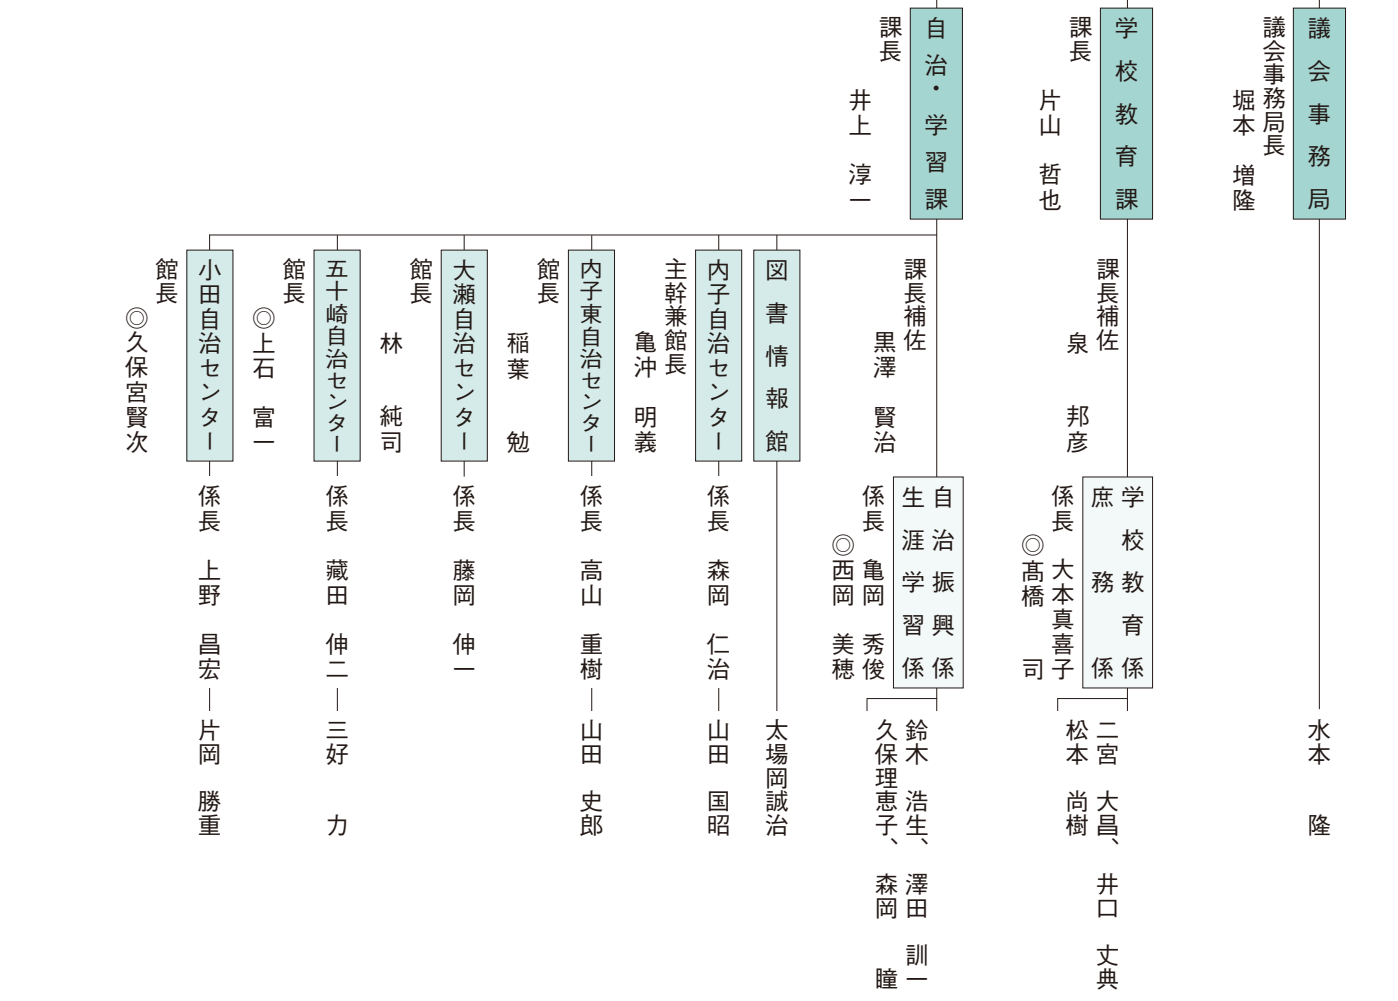 議会事務局
議会事務局長
堀本　増隆
水本　　隆
学校教育課
課長
片山　哲也
課長補佐
泉　　邦彦
学校教育係
庶務係
係長　大本真喜子
◎髙橋　　司
二宮　大昌、井口　丈典
松本　尚樹
自治・学習課
課長
井上　淳一
課長補佐
黒澤　賢治
自治振興係
生涯学習係
係長　亀岡　秀俊
◎西岡　美穂
鈴木　浩生、澤田　訓一
久保理恵子、森岡　　瞳
図書情報館
太場岡誠治
内子自治センター
主幹兼館長
亀沖　明義
係長　森岡　仁治
山田　国昭
内子東自治センター
館長
稲葉　　勉
係長　高山　重樹
山田　史郎
大瀬自治センター
館長
林　　純司
係長　藤岡　伸一
五十崎自治センター
館長
◎上石　富一
係長　藏田　伸二
三好　　力
小田自治センター
館長
◎久保宮賢次
係長　上野　昌宏
片岡　勝重